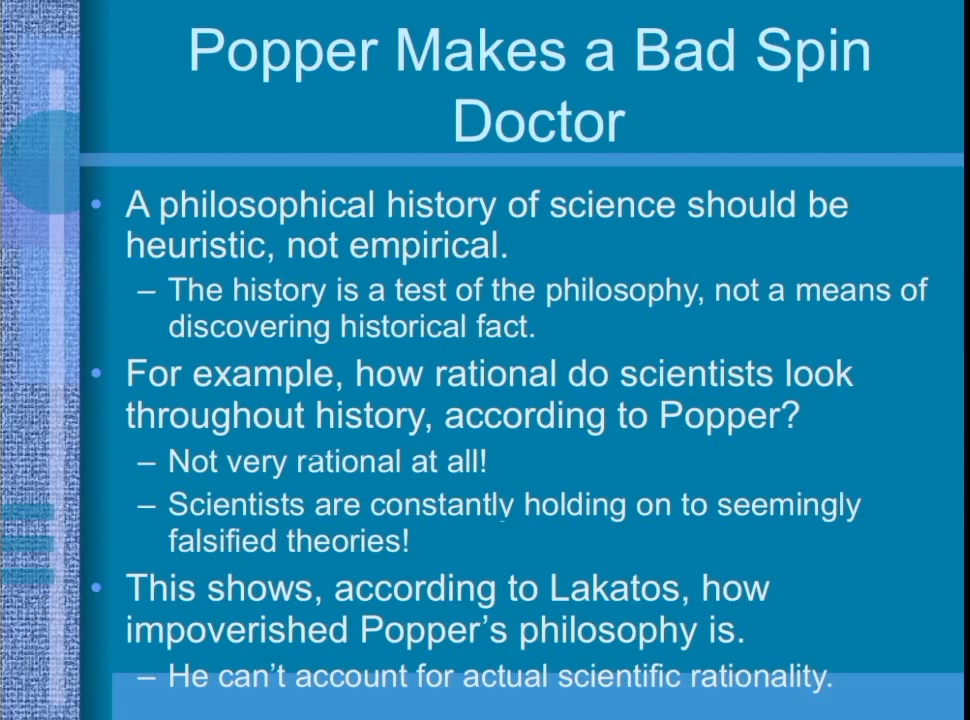 Popper Makes a Bad Spin
Doctor
• A philosophical history of science should be
heuristic, not empirical.
– The history is a test of the philosophy, not a means of
discovering historical fact.
• For example, how rational do scientists look
throughout history, according to Popper?
– Not very rational at all!
– Scientists are constantly holding on to seemingly
falsified theories!
• This shows, according to Lakatos, how
impoverished Popper’s philosophy is.
– He can’t account for actual scientific rationality.